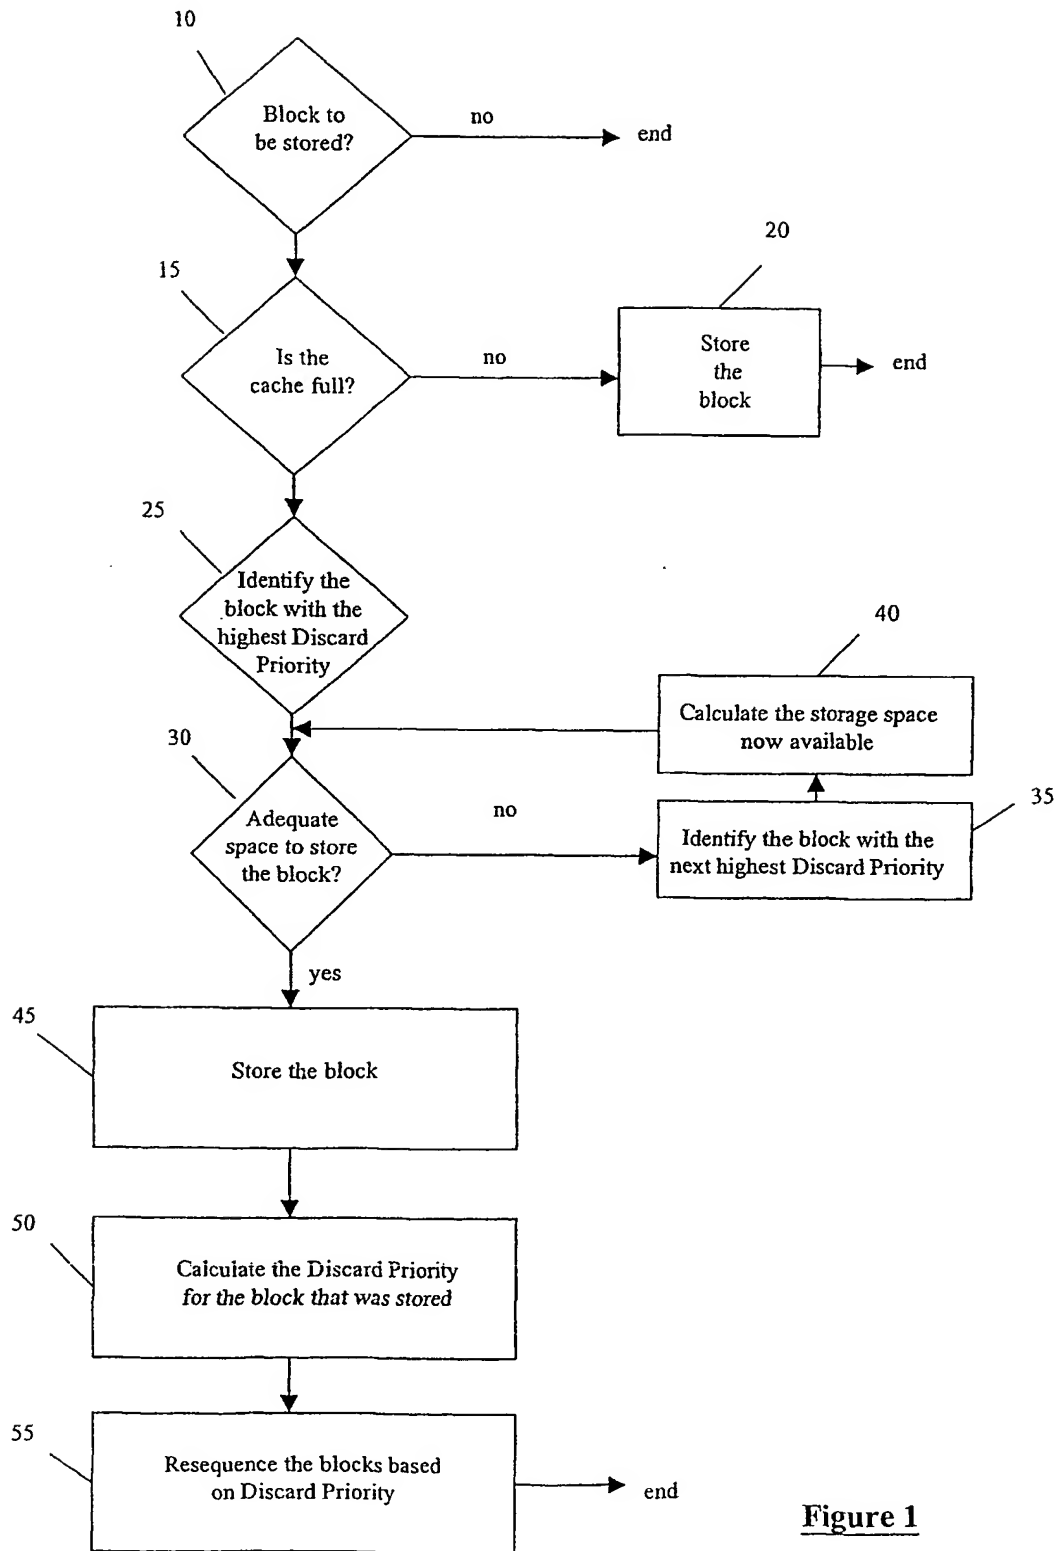 10
Block to
be stored?
no
end
20
15
Is the
cache full?
no
Store
the
block
end
25
Identify the
block with the
highest Discard
Priority
40
Calculate the storage space
now available
30
Adequate
space to store
the block?
no
35
Identify the block with the
next highest Discard Priority
yes
45
Store the block
50
Calculate the Discard Priority
for the block that was stored
55
Resequence the blocks based
on Discard Priority
end
Figure 1